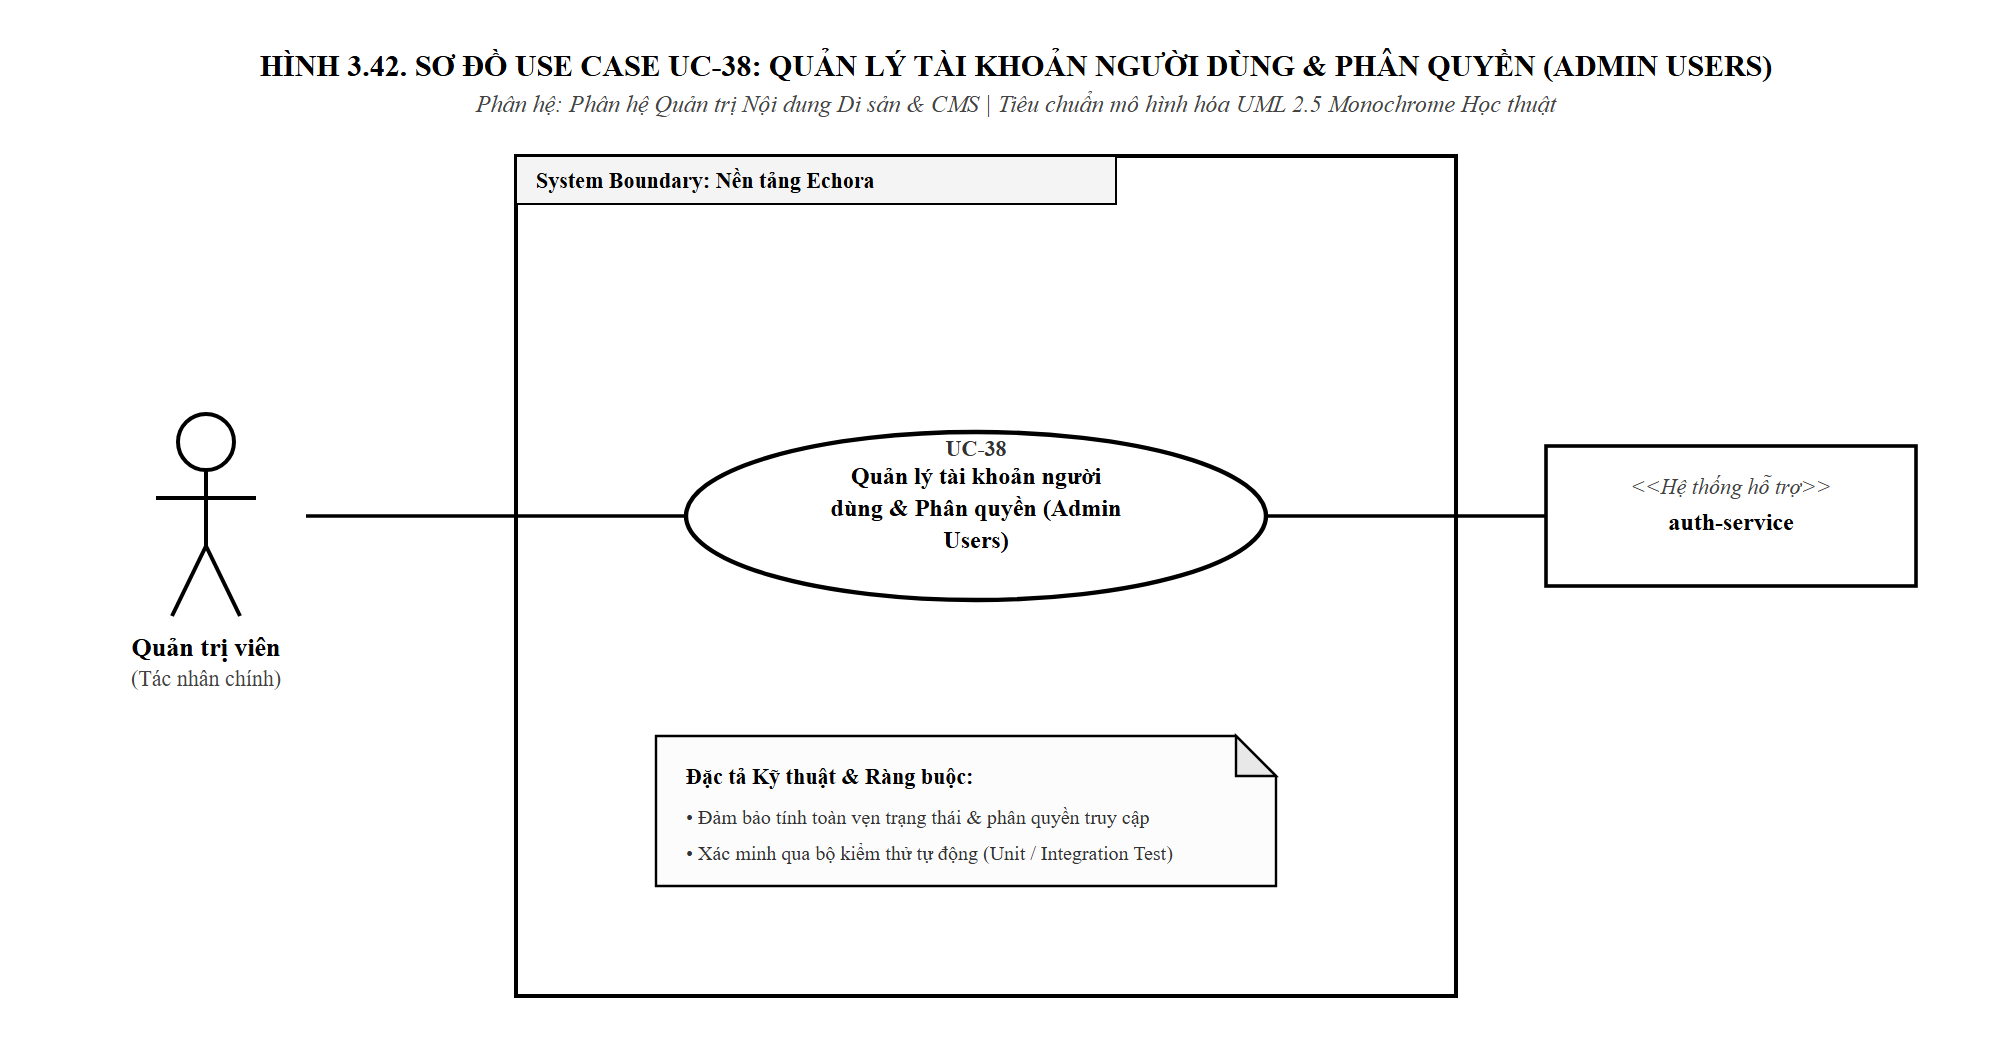 HÌNH 3.42. SƠ ĐỒ USE CASE UC-38: QUẢN LÝ TÀI KHOẢN NGƯỜI DÙNG & PHÂN QUYỀN (ADMIN USERS)
Phân hệ: Phân hệ Quản trị Nội dung Di sản & CMS | Tiêu chuẩn mô hình hóa UML 2.5 Monochrome Học thuật
System Boundary: Nền tảng Echora
UC-38
Quản lý tài khoản người
dùng & Phân quyền (Admin
Users)
<<Hệ thống hỗ trợ>>
auth-service
Quản trị viên
(Tác nhân chính)
Đặc tả Kỹ thuật & Ràng buộc:
• Đảm bảo tính toàn vẹn trạng thái & phân quyền truy cập
• Xác minh qua bộ kiểm thử tự động (Unit / Integration Test)